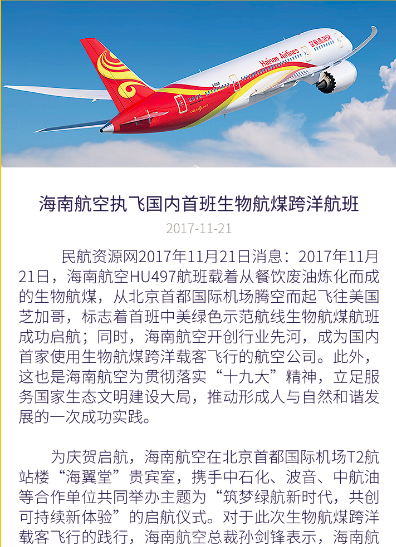 Hainan Airlines
海南航空
海南航空执飞国内首班生物航煤跨洋航班
2017-11-21
民航资源网2017年11月21日消息：2017年11月
21日，海南航空HU497航班载着从餐饮废油炼化而成
的生物航煤，从北京首都国际机场腾空而起飞往美国
芝加哥，标志着首班中美绿色示范航线生物航煤航班
成功启航；同时，海南航空开创行业先河，成为国内
首家使用生物航煤跨洋载客飞行的航空公司。此外，
这也是海南航空为贯彻落实“十九大”精神，立足服
务国家生态文明建设大局，推动形成人与自然和谐发
展的一次成功实践。
为庆贺启航，海南航空在北京首都国际机场T2航
站楼“海翼堂”贵宾室，携手中石化、波音、中航油
等合作单位共同举办主题为“筑梦绿航新时代，共创
可持续新体验”的启航仪式。对于此次生物航煤跨洋
载客飞行的践行，海南航空总裁孙剑锋表示，海南航